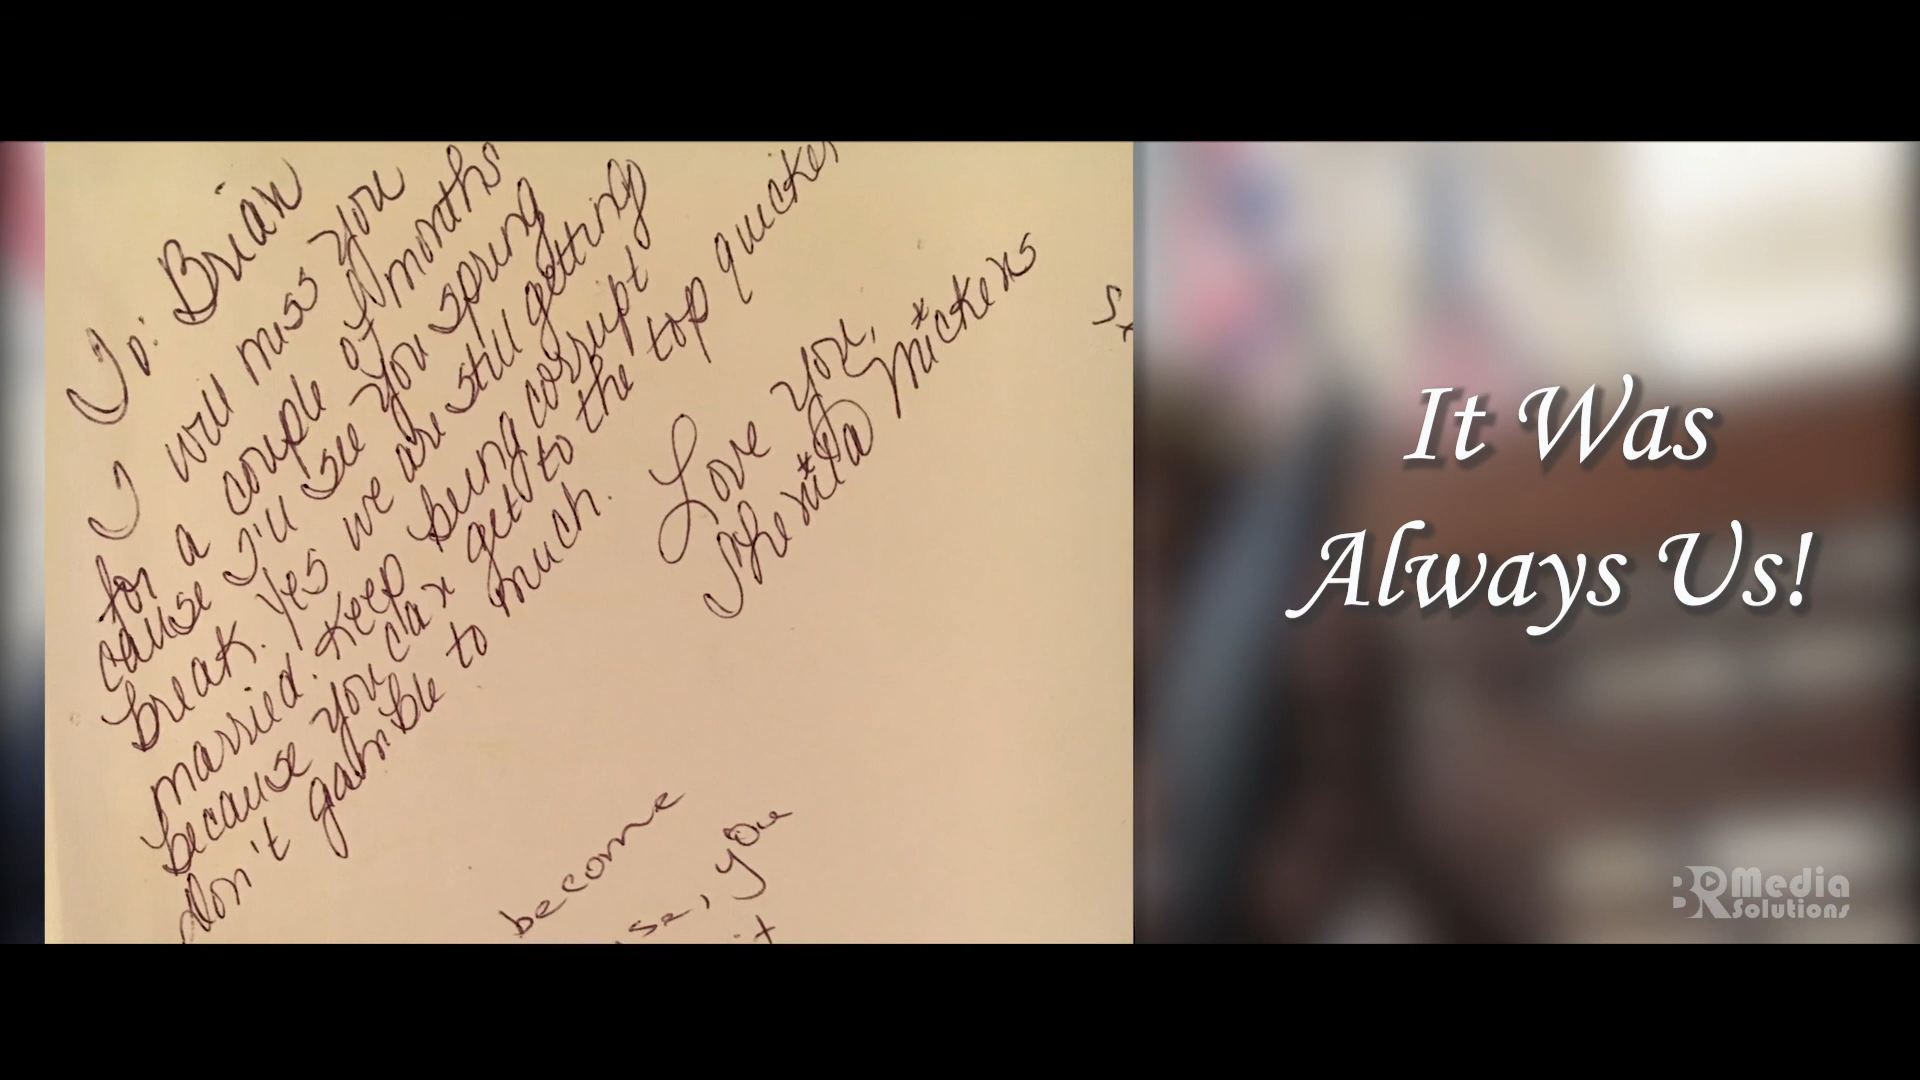 To: Brian
I will miss you
for a couple of months
cause I'll see you spring
break. Yes we are still getting
married. Keep being corrupt
because you get to the top quicker
don't gamble to much.
Love you,
Shenita Mickens
become
you
It Was
Always Us!
BR Media
Solutions